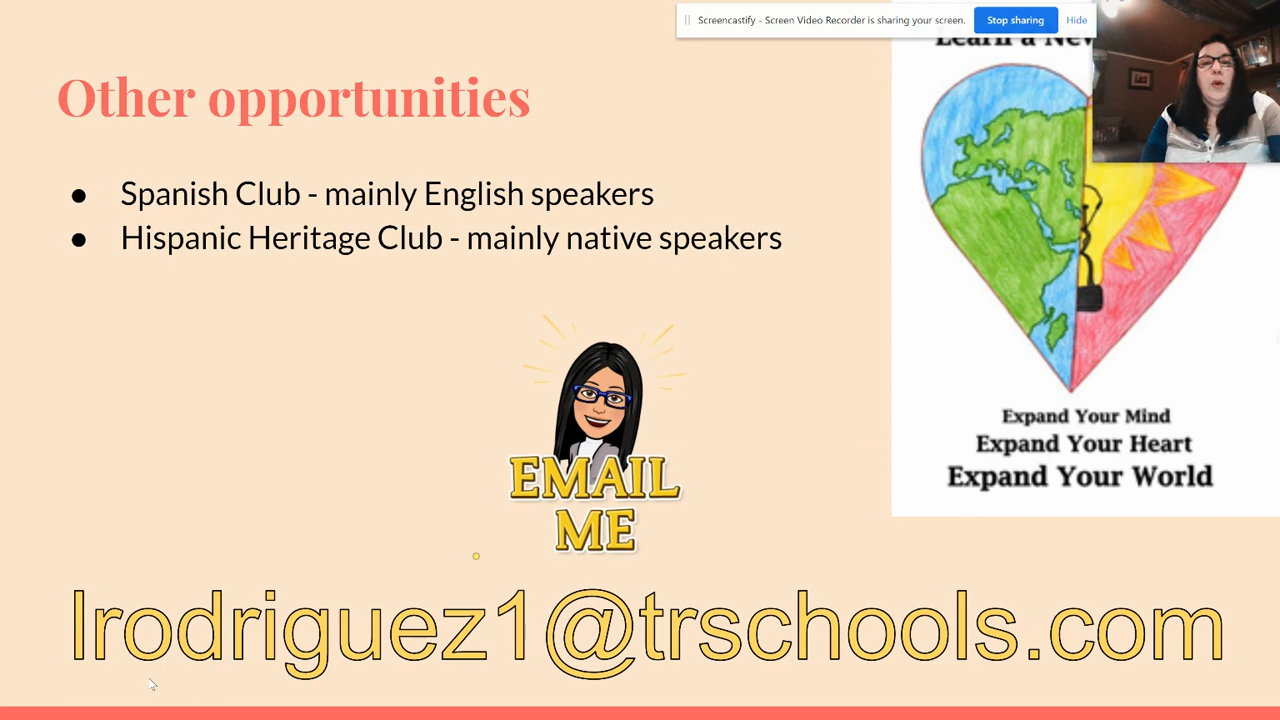 Screencastify - Screen Video Recorder is sharing your screen.
Stop sharing
Hide
Learn a New
Other opportunities
● Spanish Club - mainly English speakers
● Hispanic Heritage Club - mainly native speakers
EMAIL
ME
Expand Your Mind
Expand Your Heart
Expand Your World
lrodriguez1@trschools.com